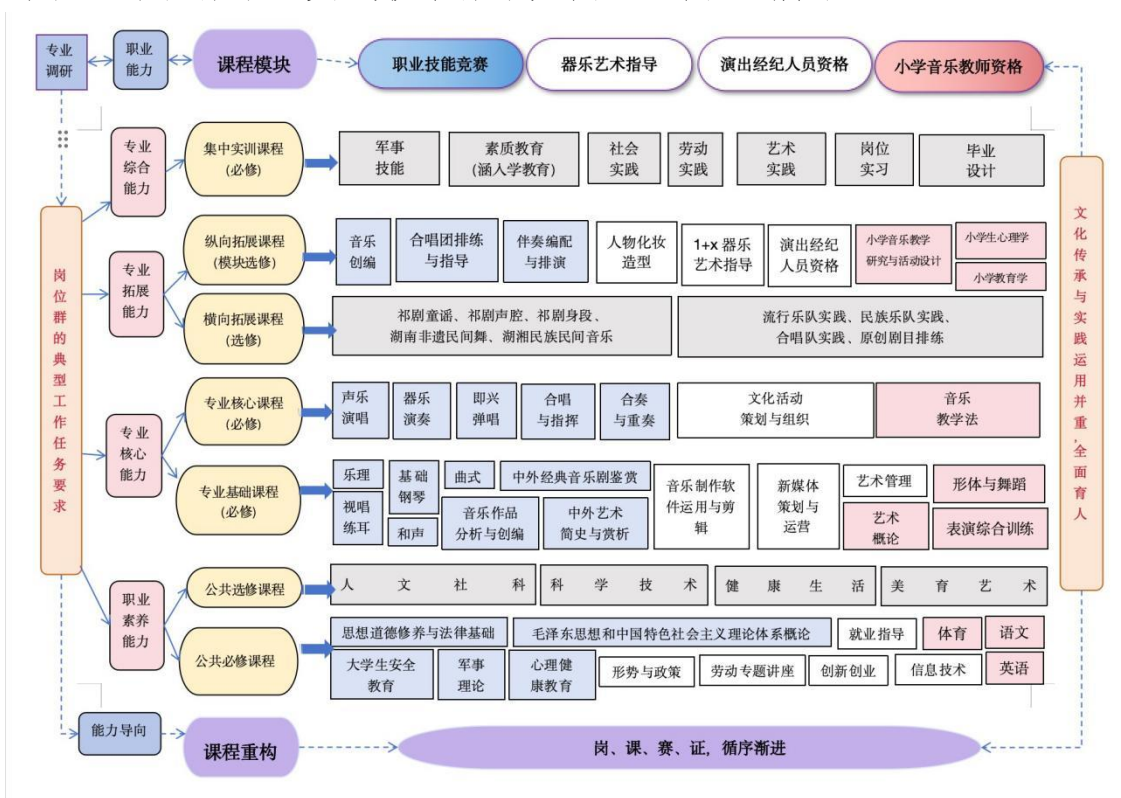 专业
调研
职业
能力
课程模块
职业技能竞赛
器乐艺术指导
演出经纪人员资格
小学音乐教师资格
专业
综合
能力
集中实训课程
(必修)
军事
技能
素质教育
(涵入学教育)
社会
实践
劳动
实践
艺术
实践
岗位
实习
毕业
设计
岗位群的典型工作任务要求
文化传承与实践运用并重,全面育人
专业
拓展
能力
纵向拓展课程
(模块选修)
音乐
创编
合唱团排练
与指导
伴奏编配
与排演
人物化妆
造型
1+x 器乐
艺术指导
演出经纪
人员资格
小学音乐教学
研究与活动设计
小学生心理学
小学教育学
横向拓展课程
(选修)
祁剧童谣、祁剧声腔、祁剧身段、
湖南非遗民间舞、湖湘民族民间音乐
流行乐队实践、民族乐队实践、
合唱队实践、原创剧目排练
专业
核心
能力
专业核心课程
(必修)
声乐
演唱
器乐
演奏
即兴
弹唱
合唱
与指挥
合奏
与重奏
文化活动
策划与组织
音乐
教学法
专业基础课程
(必修)
乐理
视唱
练耳
基础
钢琴
和声
曲式
音乐作品
分析与创编
中外经典音乐剧鉴赏
中外艺术
简史与赏析
音乐制作软
件运用与剪
辑
新媒体
策划与
运营
艺术管理
艺术
概论
形体与舞蹈
表演综合训练
职业
素养
能力
公共选修课程
人文社科
科学技术
健康生活
美育艺术
公共必修课程
思想道德修养与法律基础
毛泽东思想和中国特色社会主义理论体系概论
就业指导
体育
语文
大学生安全
教育
军事
理论
心理健
康教育
形势与政策
劳动专题讲座
创新创业
信息技术
英语
能力导向
课程重构
岗、课、赛、证,循序渐进